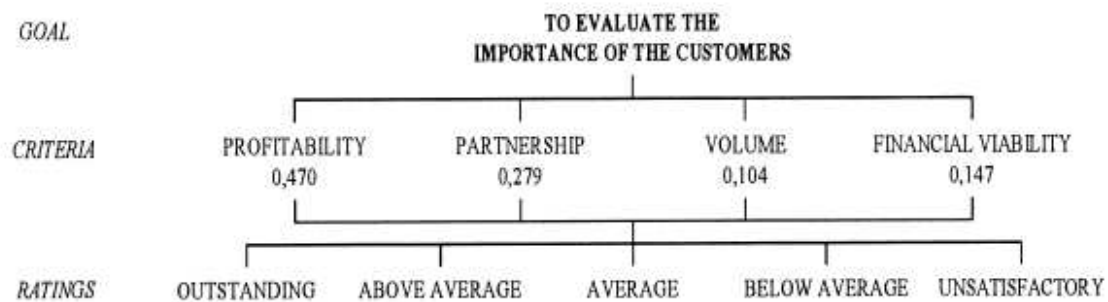 GOAL
TO EVALUATE THE
IMPORTANCE OF THE CUSTOMERS
CRITERIA
PROFITABILITY PARTNERSHIP VOLUME FINANCIAL VIABILITY
0,470 0,279 0,104 0,147
RATINGS OUTSTANDING ABOVE AVERAGE AVERAGE BELOW AVERAGE UNSATISFACTORY